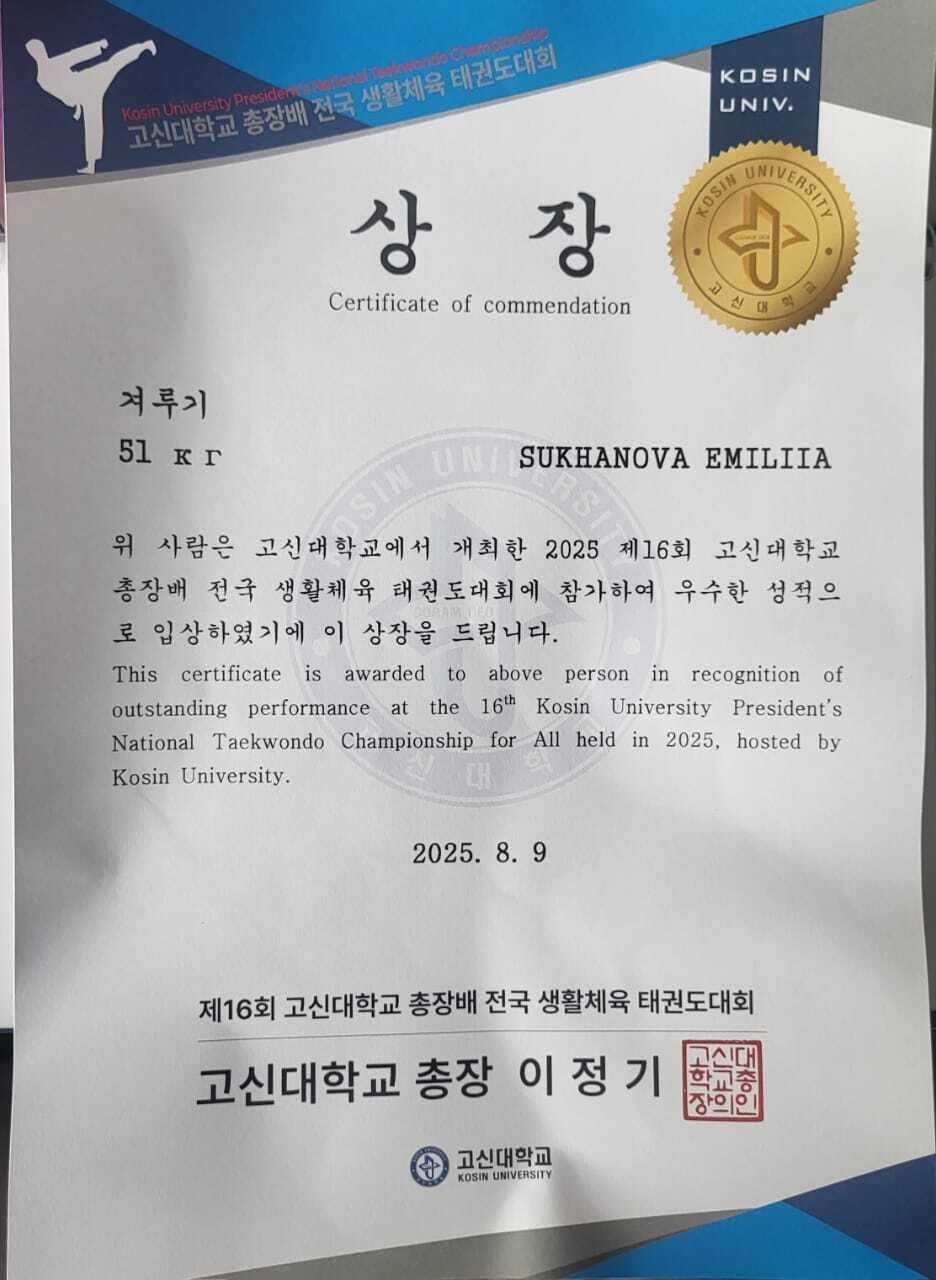 Kosin University President's National Taekwondo Championship
고신대학교 총장배 전국 생활체육 태권도대회
KOSIN
UNIV.
KOSIN UNIVERSITY
고신대학교
상 장
Certificate of commendation
겨루기
51 кг
SUKHANOVA EMILIIA
KOSIN UNIVERSITY
위 사람은 고신대학교에서 개최한 2025 제16회 고신대학교
총장배 전국 생활체육 태권도대회에 참가하여 우수한 성적으
로 입상하였기에 이 상장을 드립니다.
This certificate is awarded to above person in recognition of
outstanding performance at the 16th Kosin University President's
National Taekwondo Championship for All held in 2025, hosted by
Kosin University.
2025. 8. 9
제16회 고신대학교 총장배 전국 생활체육 태권도대회
고신대학교 총장 이정기
고신대
학교총
장의인
고신대학교
KOSIN UNIVERSITY